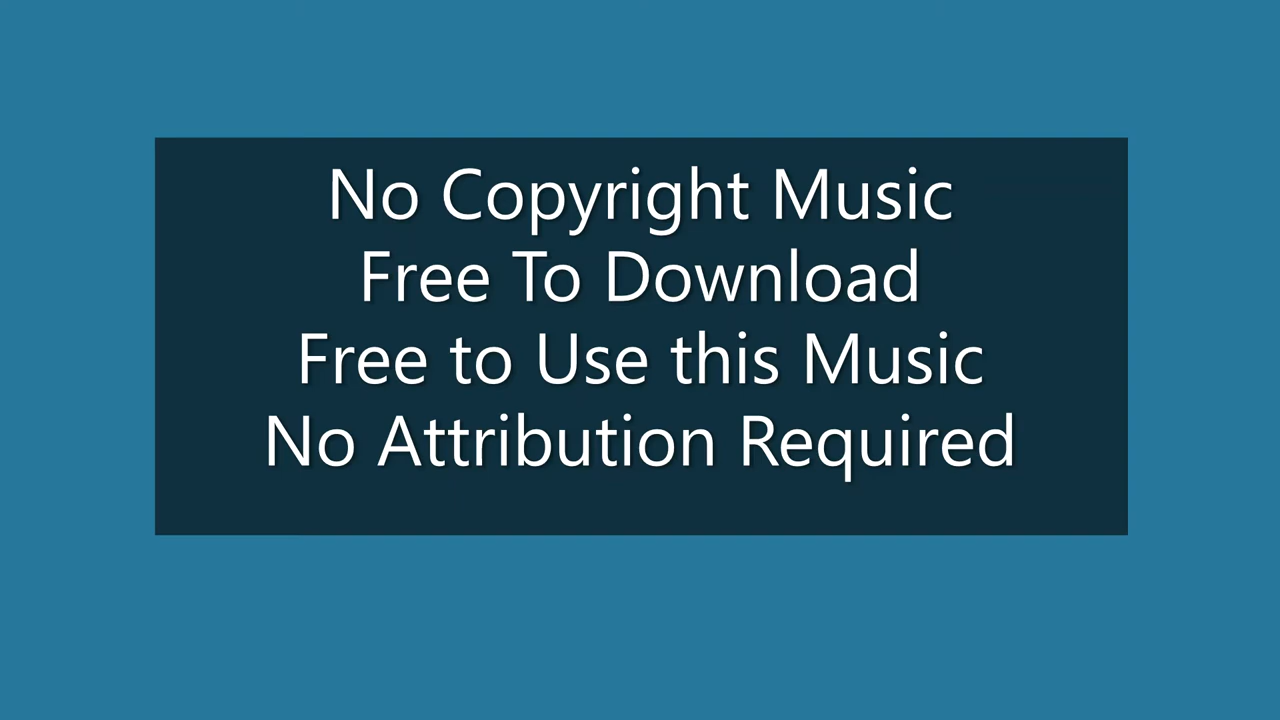 No Copyright Music
Free To Download
Free to Use this Music
No Attribution Required